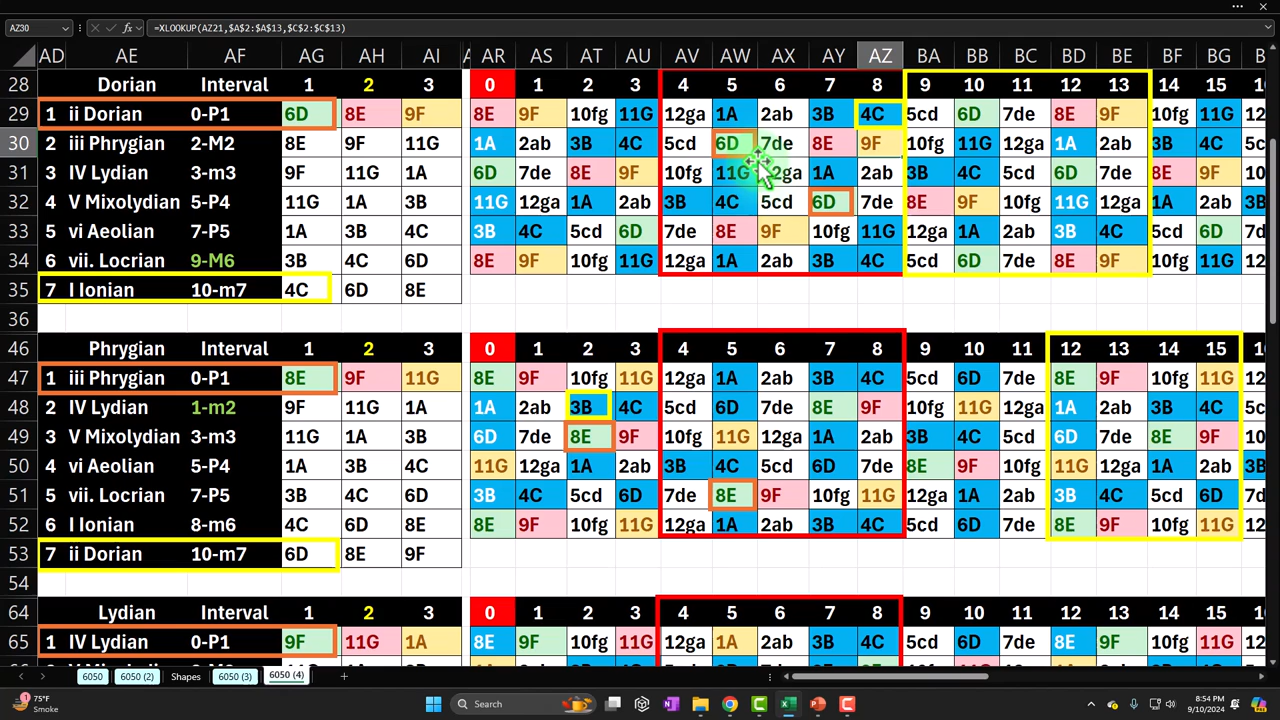 AZ30 =XLOOKUP(AZ21,$A$2:$A$13,$C$2:$C$13)
AD AE AF AG AH AI AR AS AT AU AV AW AX AY AZ BA BB BC BD BE BF BG
28 Dorian Interval 1 2 3 0 1 2 3 4 5 6 7 8 9 10 11 12 13 14 15
29 1 ii Dorian 0-P1 6D 8E 9F 8E 9F 10fg 11G 12ga 1A 2ab 3B 4C 5cd 6D 7de 8E 9F 10fg 11G
30 2 iii Phrygian 2-M2 8E 9F 11G 1A 2ab 3B 4C 5cd 6D 7de 8E 9F 10fg 11G 12ga 1A 2ab 3B 4C
31 3 IV Lydian 3-m3 9F 11G 1A 6D 7de 8E 9F 10fg 11G 12ga 1A 2ab 3B 4C 5cd 6D 7de 8E 9F
32 4 V Mixolydian 5-P4 11G 1A 3B 11G 12ga 1A 2ab 3B 4C 5cd 6D 7de 8E 9F 10fg 11G 12ga 1A 2ab
33 5 vi Aeolian 7-P5 1A 3B 4C 3B 4C 5cd 6D 7de 8E 9F 10fg 11G 12ga 1A 2ab 3B 4C 5cd 6D
34 6 vii. Locrian 9-M6 3B 4C 6D 8E 9F 10fg 11G 12ga 1A 2ab 3B 4C 5cd 6D 7de 8E 9F 10fg 11G
35 7 I Ionian 10-m7 4C 6D 8E
36
46 Phrygian Interval 1 2 3 0 1 2 3 4 5 6 7 8 9 10 11 12 13 14 15
47 1 iii Phrygian 0-P1 8E 9F 11G 8E 9F 10fg 11G 12ga 1A 2ab 3B 4C 5cd 6D 7de 8E 9F 10fg 11G
48 2 IV Lydian 1-m2 9F 11G 1A 1A 2ab 3B 4C 5cd 6D 7de 8E 9F 10fg 11G 12ga 1A 2ab 3B 4C
49 3 V Mixolydian 3-m3 11G 1A 3B 6D 7de 8E 9F 10fg 11G 12ga 1A 2ab 3B 4C 5cd 6D 7de 8E 9F
50 4 vi Aeolian 5-P4 1A 3B 4C 11G 12ga 1A 2ab 3B 4C 5cd 6D 7de 8E 9F 10fg 11G 12ga 1A 2ab
51 5 vii. Locrian 7-P5 3B 4C 6D 3B 4C 5cd 6D 7de 8E 9F 10fg 11G 12ga 1A 2ab 3B 4C 5cd 6D
52 6 I Ionian 8-m6 4C 6D 8E 8E 9F 10fg 11G 12ga 1A 2ab 3B 4C 5cd 6D 7de 8E 9F 10fg 11G
53 7 ii Dorian 10-m7 6D 8E 9F
54
64 Lydian Interval 1 2 3 0 1 2 3 4 5 6 7 8 9 10 11 12 13 14 15
65 1 IV Lydian 0-P1 9F 11G 1A 8E 9F 10fg 11G 12ga 1A 2ab 3B 4C 5cd 6D 7de 8E 9F 10fg 11G
6050 6050 (2) Shapes 6050 (3) 6050 (4)
75°F
Smoke
Search
8:54 PM
9/10/2024